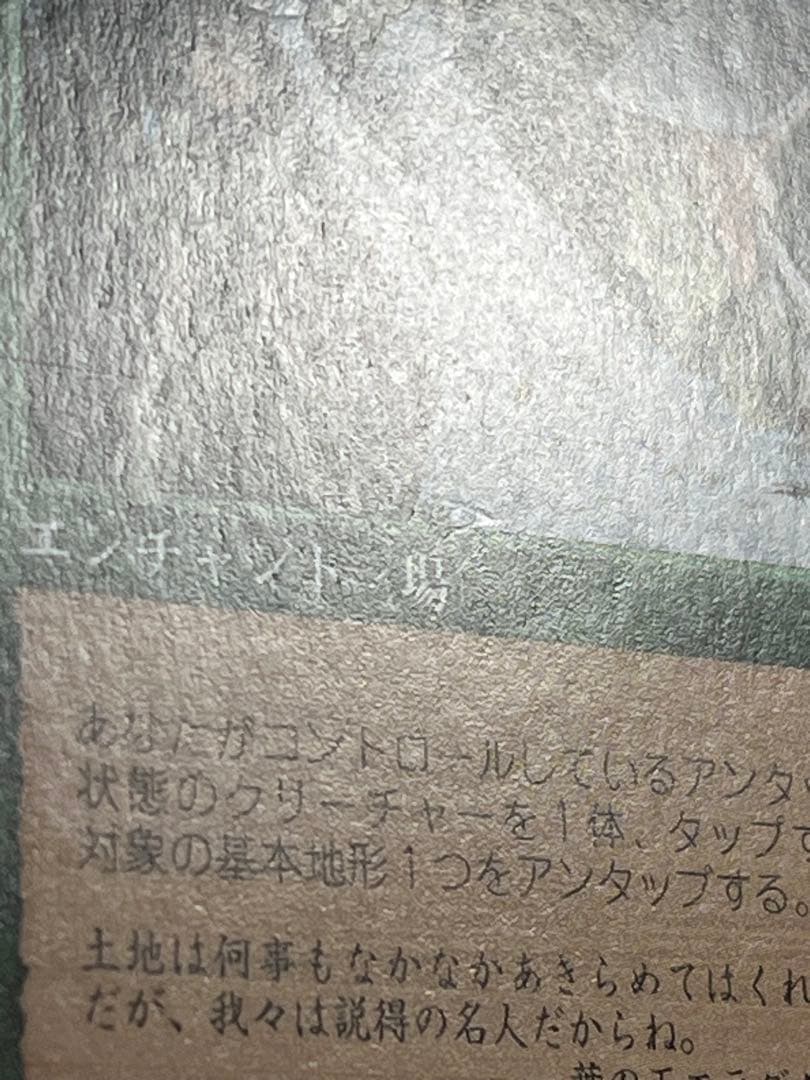 エンチャント(場)
あなたがコントロールしているアンタ
状態のクリーチャーを1体、タップ
対象の基本地形1つをアンタップする。
土地は何事もなかなかあきらめてはくれ
だが、我々は説得の名人だからね。